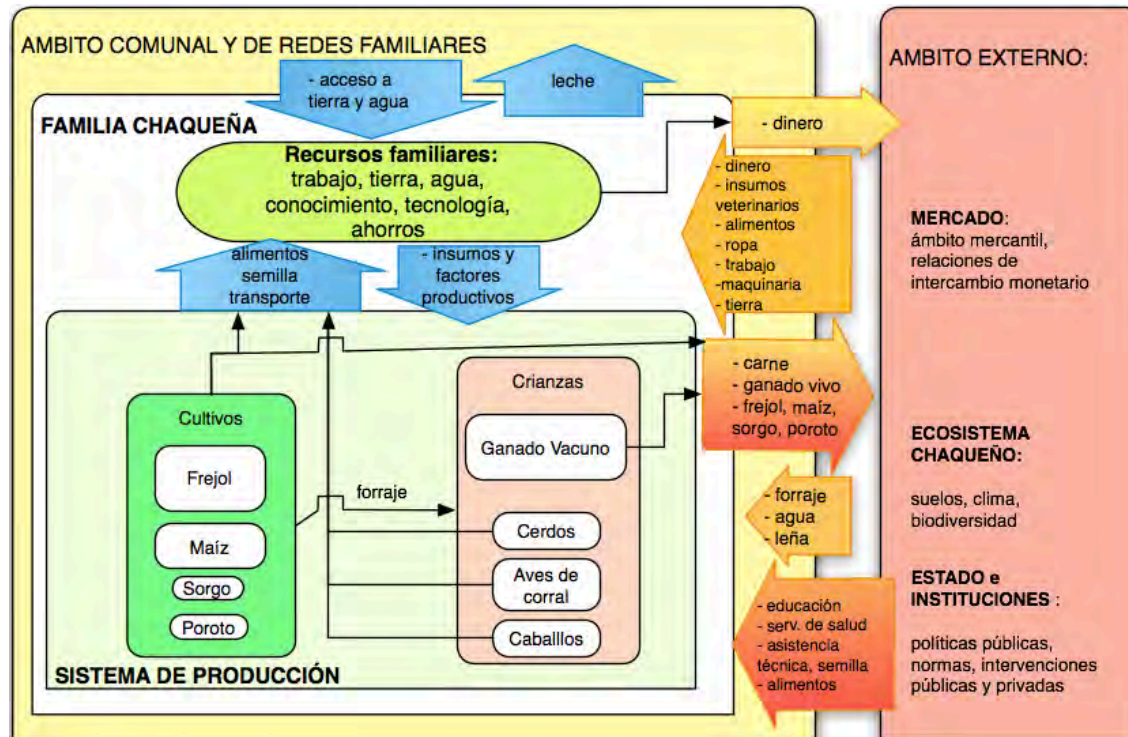 AMBITO COMUNAL Y DE REDES FAMILIARES
- acceso a
tierra y agua
leche
FAMILIA CHAQUEÑA
Recursos familiares:
trabajo, tierra, agua,
conocimiento, tecnología,
ahorros
alimentos
semilla
transporte
- insumos y
factores
productivos
Cultivos
Frejol
Maíz
Sorgo
Poroto
forraje
Crianzas
Ganado Vacuno
Cerdos
Aves de
corral
Caballlos
SISTEMA DE PRODUCCIÓN
- dinero
- dinero
- insumos
veterinarios
- alimentos
- ropa
- trabajo
-maquinaria
- tierra
- carne
- ganado vivo
- frejol, maíz,
sorgo, poroto
- forraje
- agua
- leña
- educación
- serv. de salud
- asistencia
técnica, semilla
- alimentos
AMBITO EXTERNO:
MERCADO:
ámbito mercantil,
relaciones de
intercambio monetario
ECOSISTEMA
CHAQUEÑO:
suelos, clima,
biodiversidad
ESTADO e
INSTITUCIONES :
políticas públicas,
normas, intervenciones
públicas y privadas